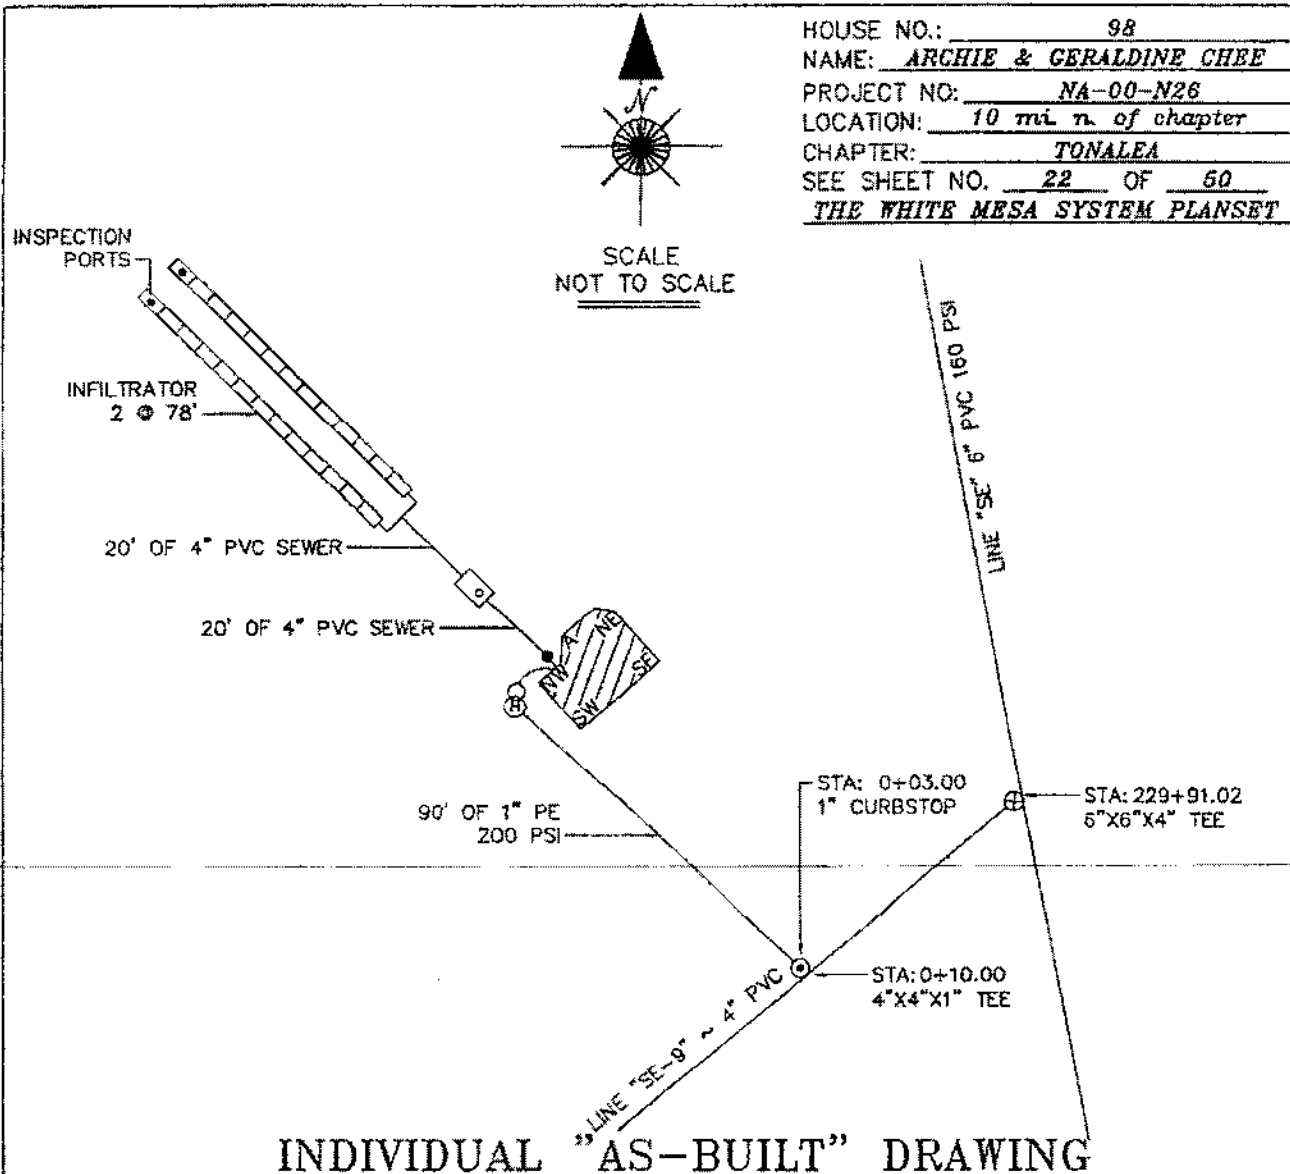 HOUSE NO.: 98
NAME: ARCHIE & GERALDINE CHEE
PROJECT NO: NA-00-N26
LOCATION: 10 mi n. of chapter
CHAPTER: TONALEA
SEE SHEET NO. 22 OF 50
THE WHITE MESA SYSTEM PLANSET
N
SCALE
NOT TO SCALE
INSPECTION
PORTS
INFILTRATOR
2 @ 78'
20' OF 4" PVC SEWER
20' OF 4" PVC SEWER
A
NE
NW
SE
SW
H
LINE "SE" 6" PVC 160 PSI
90' OF 1" PE
200 PSI
STA: 0+03.00
1" CURBSTOP
STA: 229+91.02
6"X6"X4" TEE
STA: 0+10.00
4"X4"X1" TEE
LINE "SE-9" ~ 4" PVC
INDIVIDUAL "AS-BUILT" DRAWING